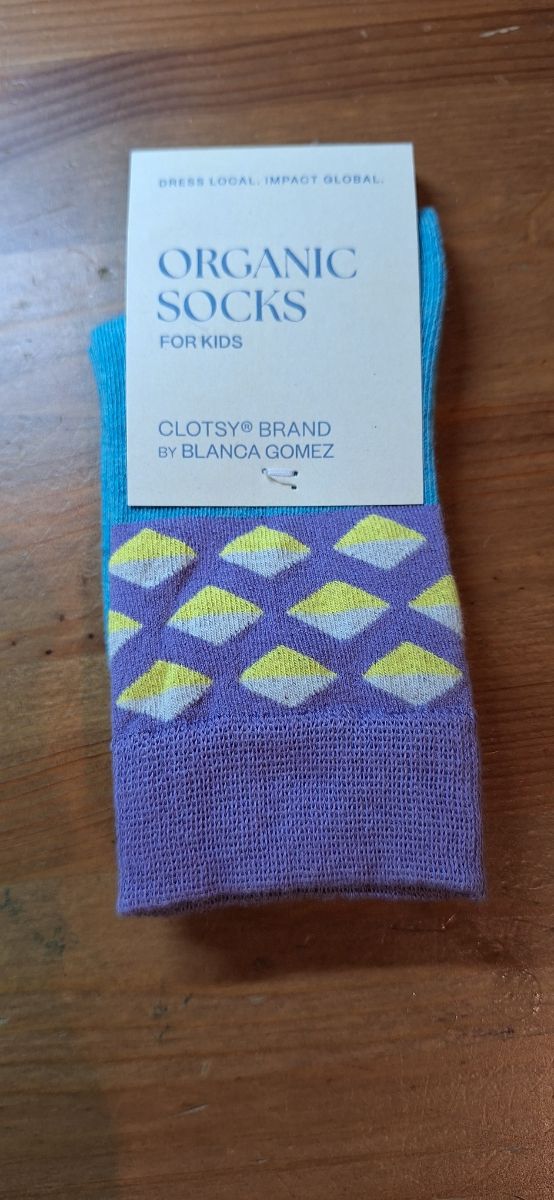 DRESS LOCAL. IMPACT GLOBAL.
ORGANIC
SOCKS
FOR KIDS
CLOTSY® BRAND
BY BLANCA GOMEZ